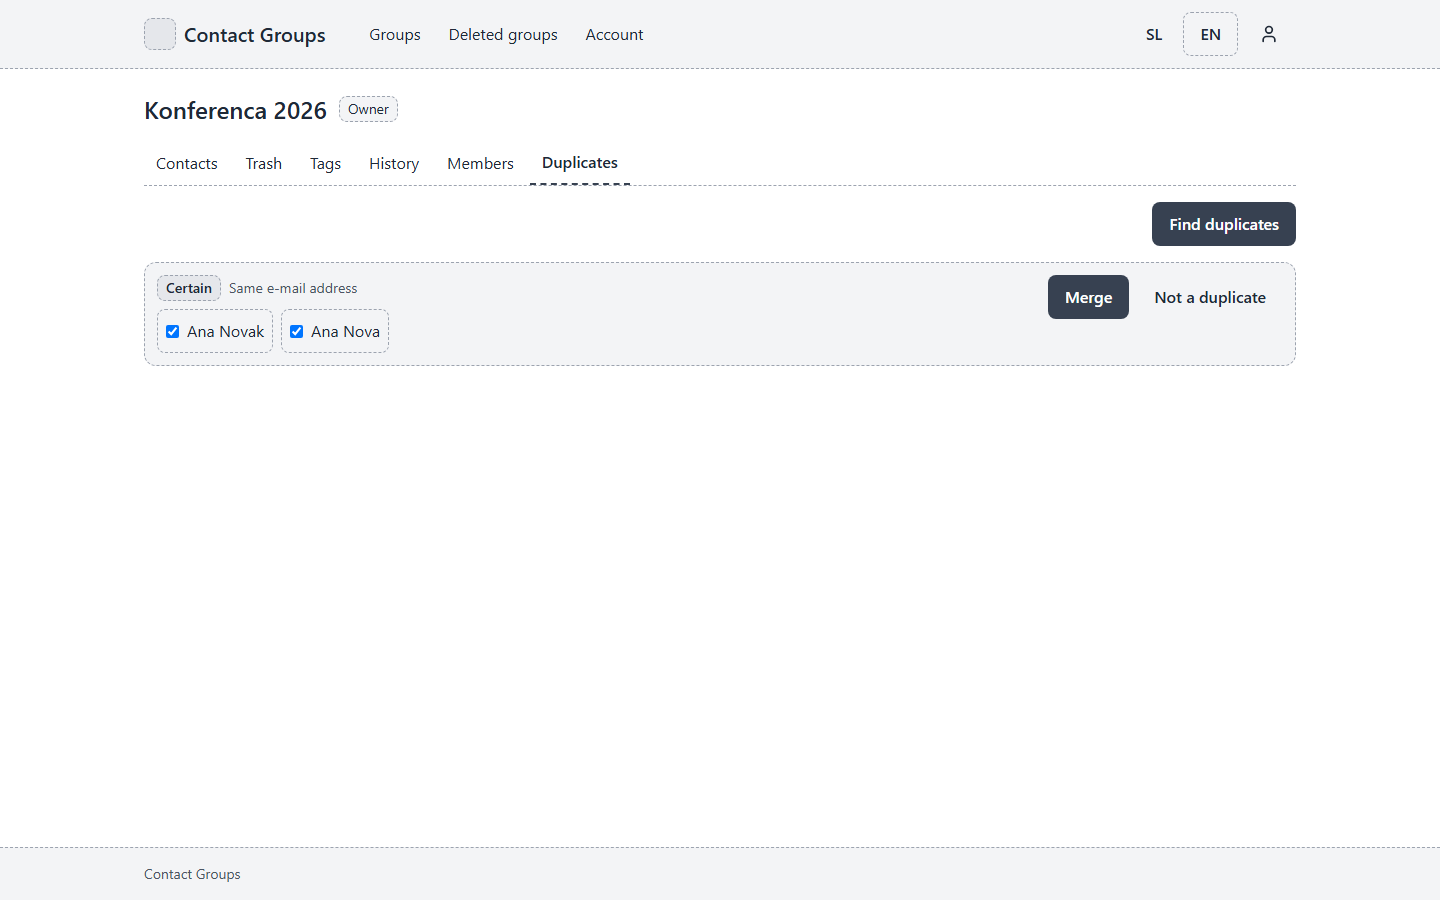 Contact Groups Groups Deleted groups Account SL EN
Konferenca 2026 Owner
Contacts Trash Tags History Members Duplicates
Find duplicates
Certain Same e-mail address Merge Not a duplicate
Ana Novak Ana Nova
Contact Groups